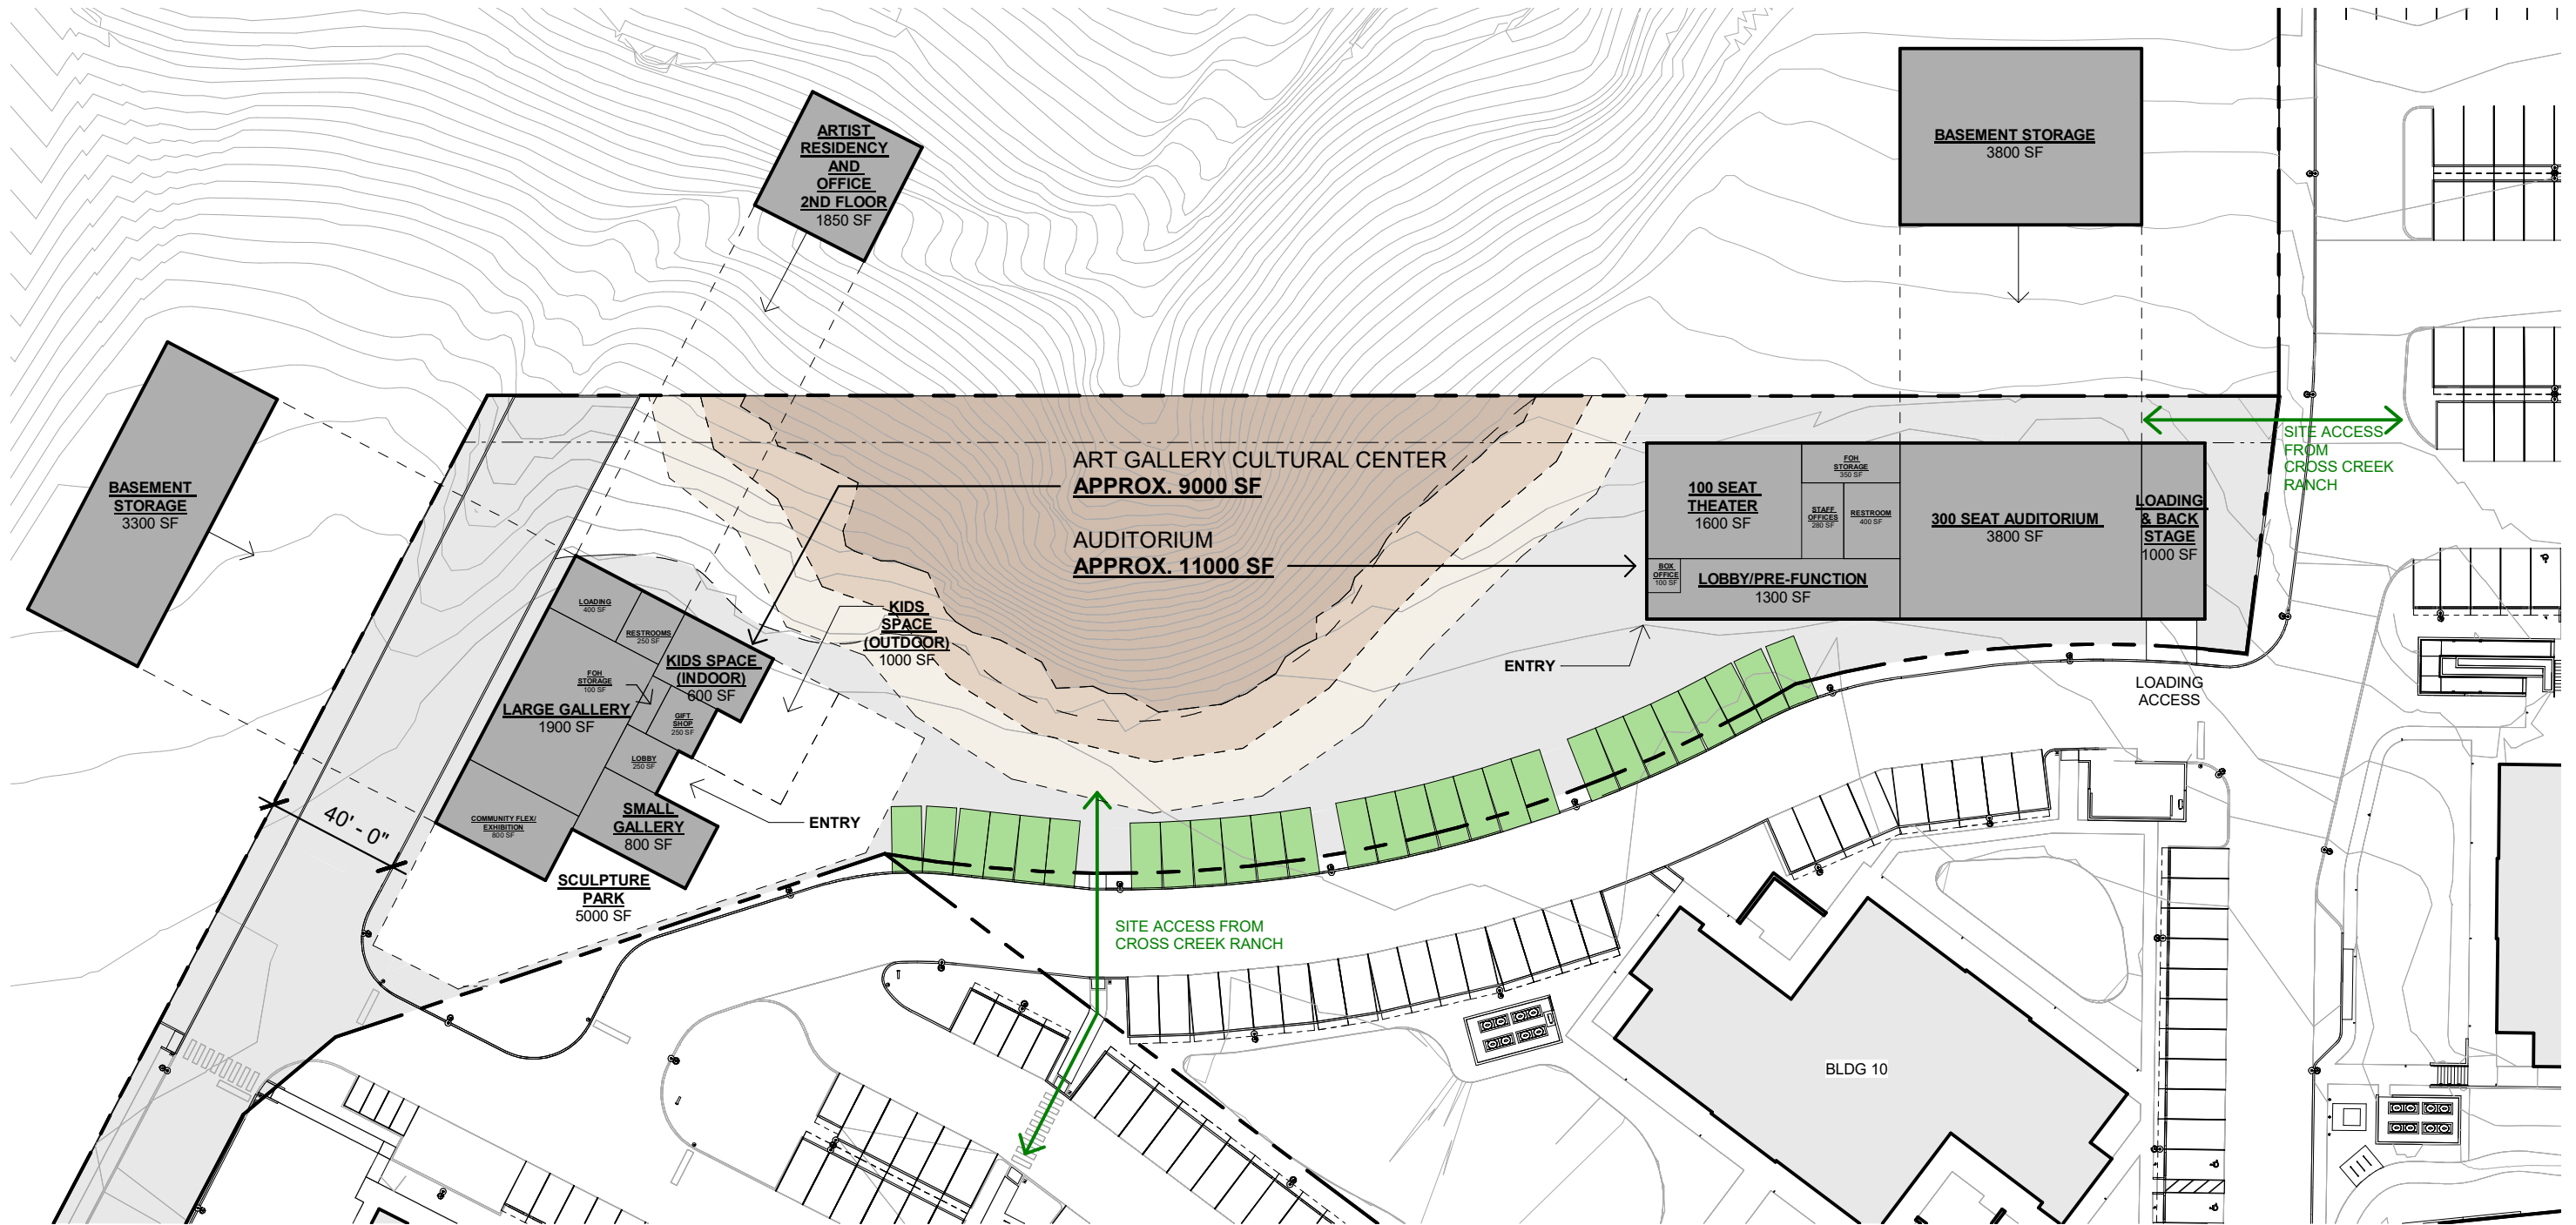 ARTIST
RESIDENCY
AND
OFFICE
2ND FLOOR
1850 SF
BASEMENT STORAGE
3800 SF
BASEMENT
STORAGE
3300 SF
ART GALLERY CULTURAL CENTER
APPROX. 9000 SF
AUDITORIUM
APPROX. 11000 SF
SITE ACCESS
FROM
CROSS CREEK
RANCH
100 SEAT
THEATER
1600 SF
FOH
STORAGE
350 SF
STAFF
OFFICES
280 SF
RESTROOM
400 SF
300 SEAT AUDITORIUM
3800 SF
LOADING
& BACK
STAGE
1000 SF
BOX
OFFICE
100 SF
LOBBY/PRE-FUNCTION
1300 SF
LOADING
400 SF
RESTROOMS
250 SF
KIDS SPACE
(INDOOR)
600 SF
KIDS
SPACE
(OUTDOOR)
1000 SF
FOH
STORAGE
100 SF
LARGE GALLERY
1900 SF
GIFT
SHOP
250 SF
LOBBY
250 SF
SMALL
GALLERY
800 SF
COMMUNITY FLEX/
EXHIBITION
800 SF
ENTRY
ENTRY
LOADING
ACCESS
40' - 0"
SCULPTURE
PARK
5000 SF
SITE ACCESS FROM
CROSS CREEK RANCH
BLDG 10